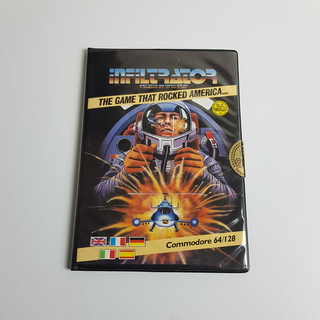 INFILTRATOR
THE GAME THAT ROCKED AMERICA...
Commodore 64/128